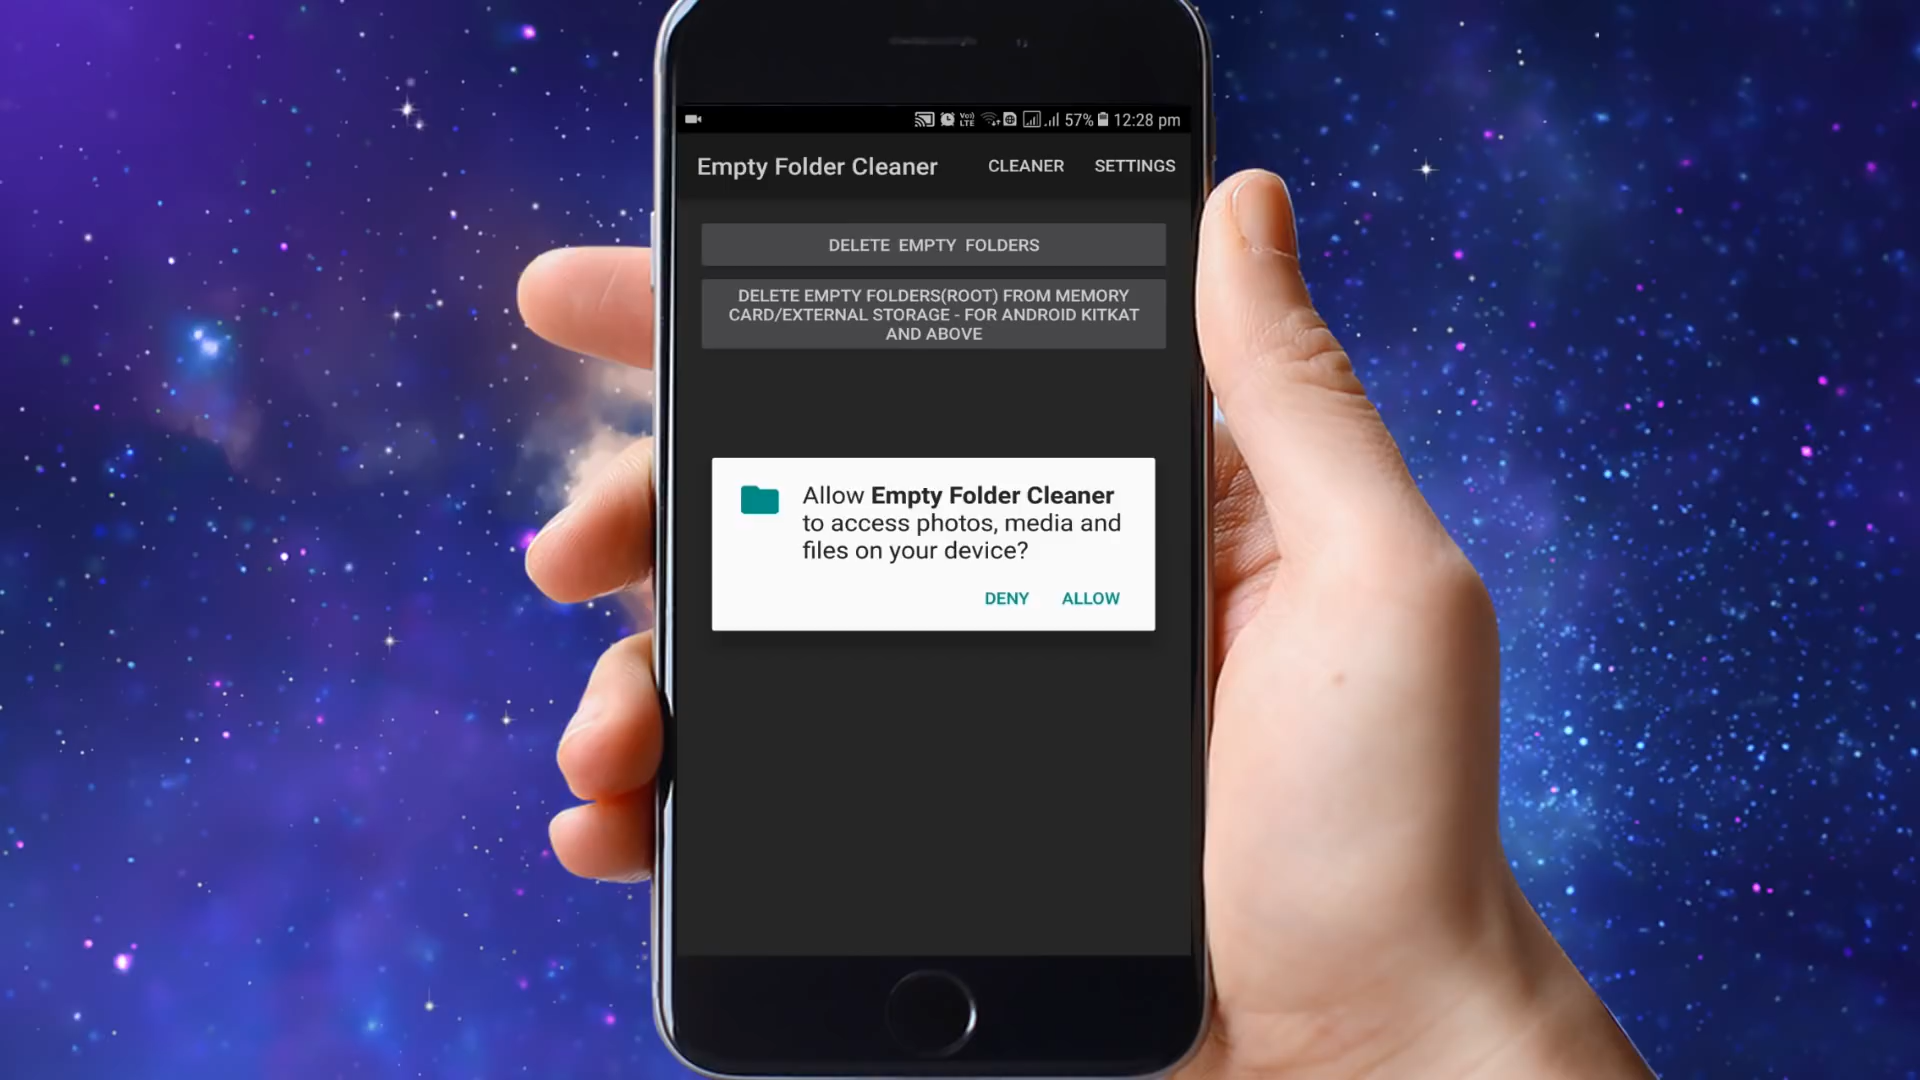 Vo) LTE 57% 12:28 pm
Empty Folder Cleaner CLEANER SETTINGS
DELETE EMPTY FOLDERS
DELETE EMPTY FOLDERS(ROOT) FROM MEMORY
CARD/EXTERNAL STORAGE - FOR ANDROID KITKAT
AND ABOVE
Allow Empty Folder Cleaner
to access photos, media and
files on your device?
DENY ALLOW